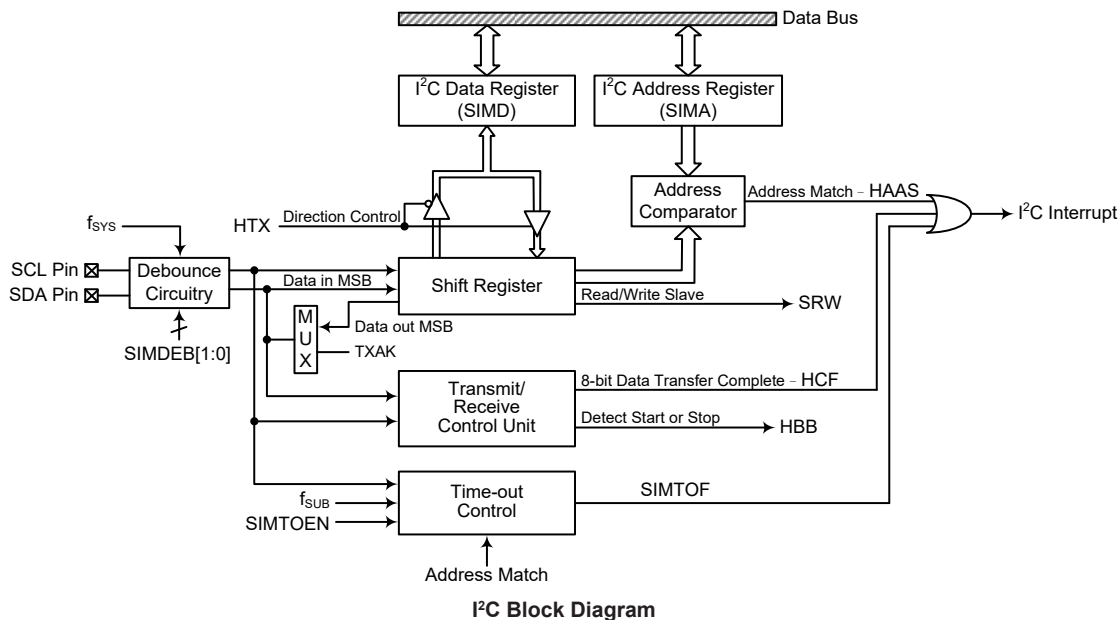 Data Bus
I²C Data Register
(SIMD)
I²C Address Register
(SIMA)
Address
Comparator
Address Match – HAAS
I²C Interrupt
HTX
Direction Control
fSYS
SCL Pin
SDA Pin
Debounce
Circuitry
SIMDEB[1:0]
Data in MSB
Shift Register
Read/Write Slave
SRW
M
U
X
Data out MSB
TXAK
Transmit/
Receive
Control Unit
8-bit Data Transfer Complete – HCF
Detect Start or Stop
HBB
fSUB
SIMTOEN
Time-out
Control
SIMTOF
Address Match
I²C Block Diagram